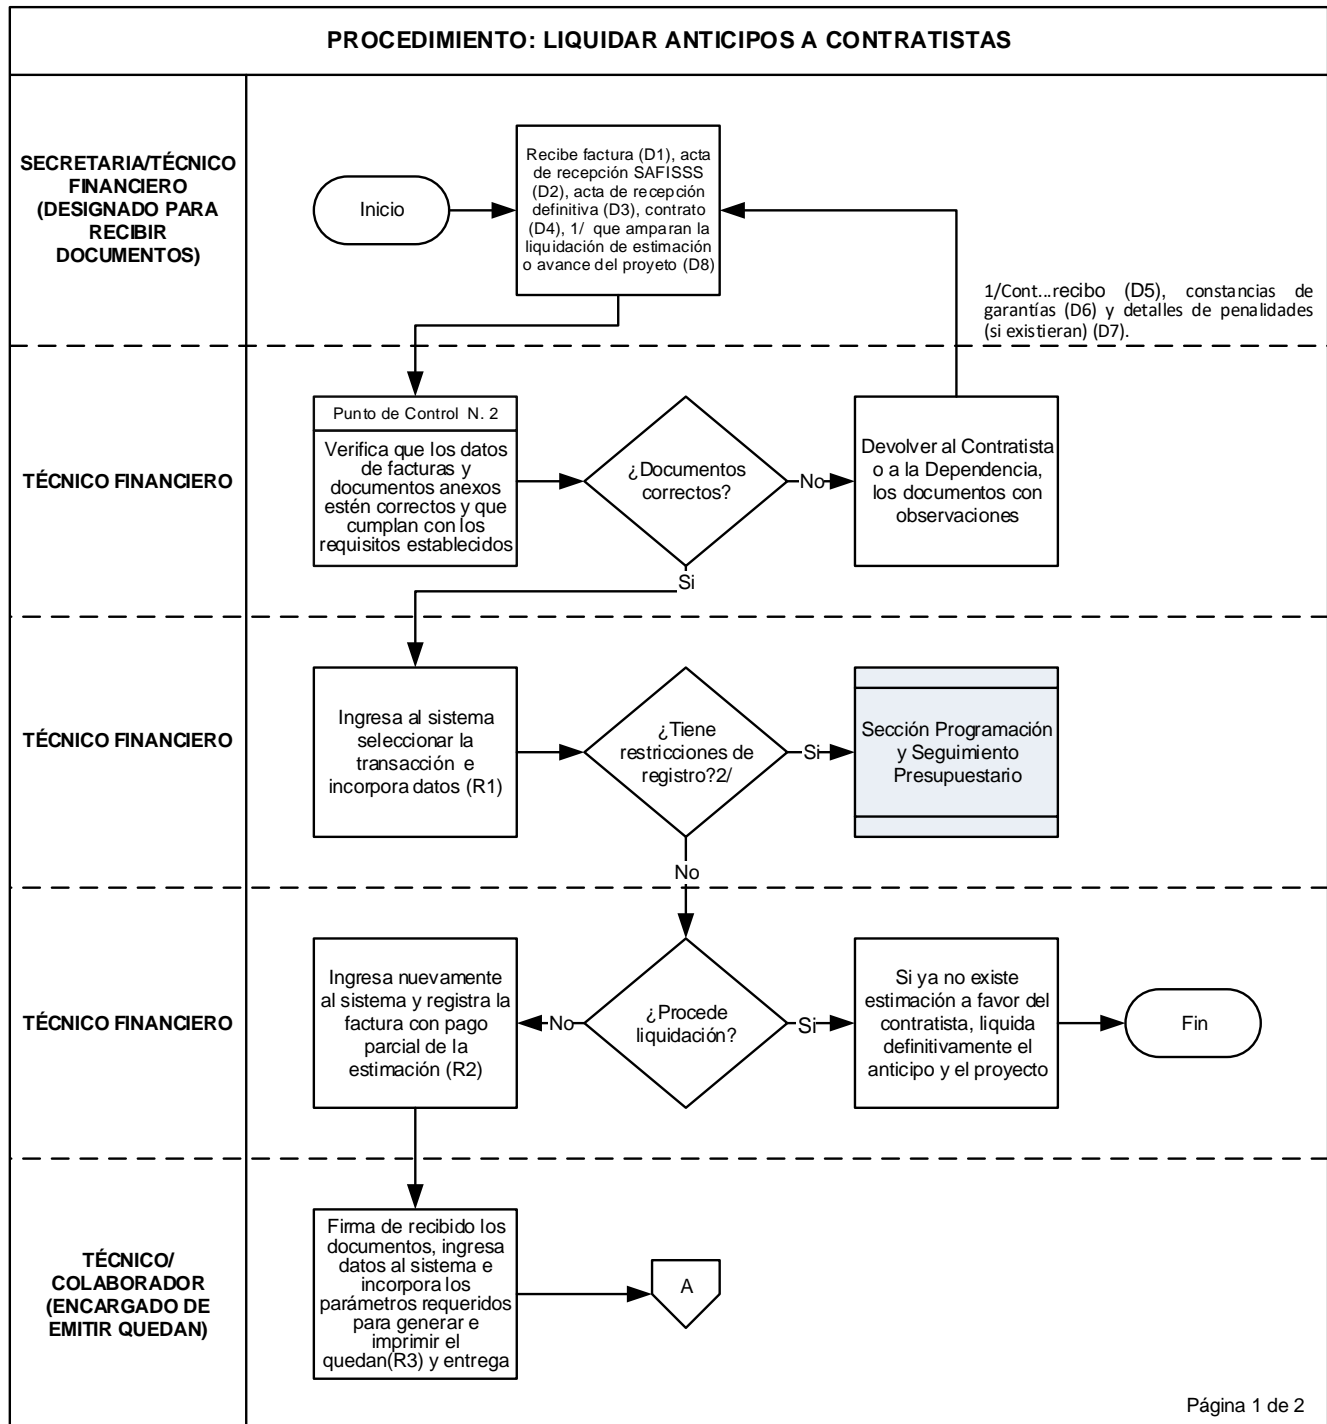 PROCEDIMIENTO: LIQUIDAR ANTICIPOS A CONTRATISTAS
SECRETARIA/TÉCNICO
FINANCIERO
(DESIGNADO PARA
RECIBIR
DOCUMENTOS)
Inicio
Recibe factura (D1), acta
de recepción SAFISSS
(D2), acta de recepción
definitiva (D3), contrato
(D4), 1/ que amparan la
liquidación de estimación
o avance del proyeto (D8)
1/Cont...recibo (D5), constancias de
garantías (D6) y detalles de penalidades
(si existieran) (D7).
TÉCNICO FINANCIERO
Punto de Control N. 2
Verifica que los datos
de facturas y
documentos anexos
estén correctos y que
cumplan con los
requisitos establecidos
¿Documentos
correctos?
No
Devolver al Contratista
o a la Dependencia,
los documentos con
observaciones
Si
TÉCNICO FINANCIERO
Ingresa al sistema
seleccionar la
transacción e
incorpora datos (R1)
¿Tiene
restricciones de
registro?2/
Si
Sección Programación
y Seguimiento
Presupuestario
No
TÉCNICO FINANCIERO
Ingresa nuevamente
al sistema y registra la
factura con pago
parcial de la
estimación (R2)
No
¿Procede
liquidación?
Si
Si ya no existe
estimación a favor del
contratista, liquida
definitivamente el
anticipo y el proyecto
Fin
TÉCNICO/
COLABORADOR
(ENCARGADO DE
EMITIR QUEDAN)
Firma de recibido los
documentos, ingresa
datos al sistema e
incorpora los
parámetros requeridos
para generar e
imprimir el
quedan(R3) y entrega
A
Página 1 de 2